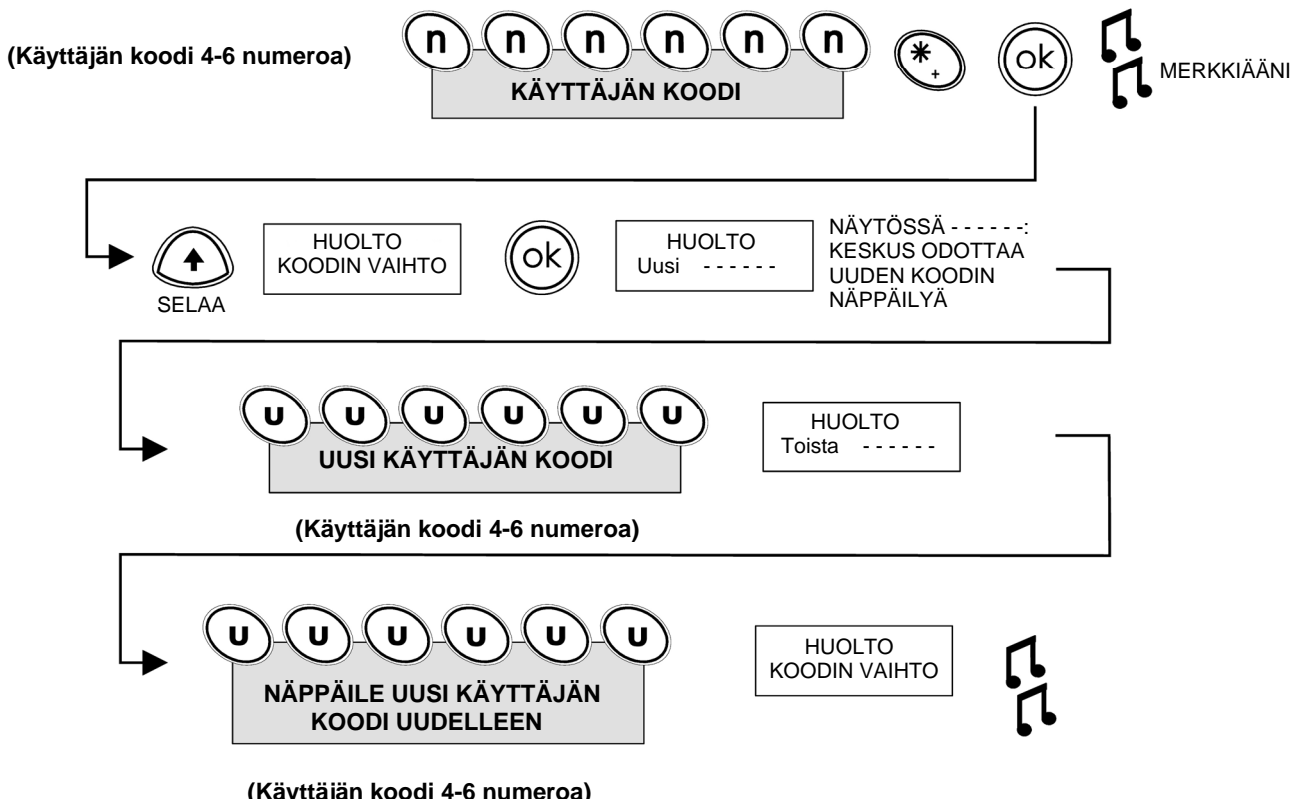 (Käyttäjän koodi 4-6 numeroa)
n n n n n n
* +
ok
MERKKIÄÄNI
KÄYTTÄJÄN KOODI
SELAA
HUOLTO
KOODIN VAIHTO
ok
HUOLTO
Uusi - - - - - -
NÄYTÖSSÄ - - - - - -:
KESKUS ODOTTAA
UUDEN KOODIN
NÄPPÄILYÄ
u u u u u u
UUSI KÄYTTÄJÄN KOODI
HUOLTO
Toista - - - - - -
(Käyttäjän koodi 4-6 numeroa)
u u u u u u
NÄPPÄILE UUSI KÄYTTÄJÄN
KOODI UUDELLEEN
HUOLTO
KOODIN VAIHTO
(Käyttäjän koodi 4-6 numeroa)